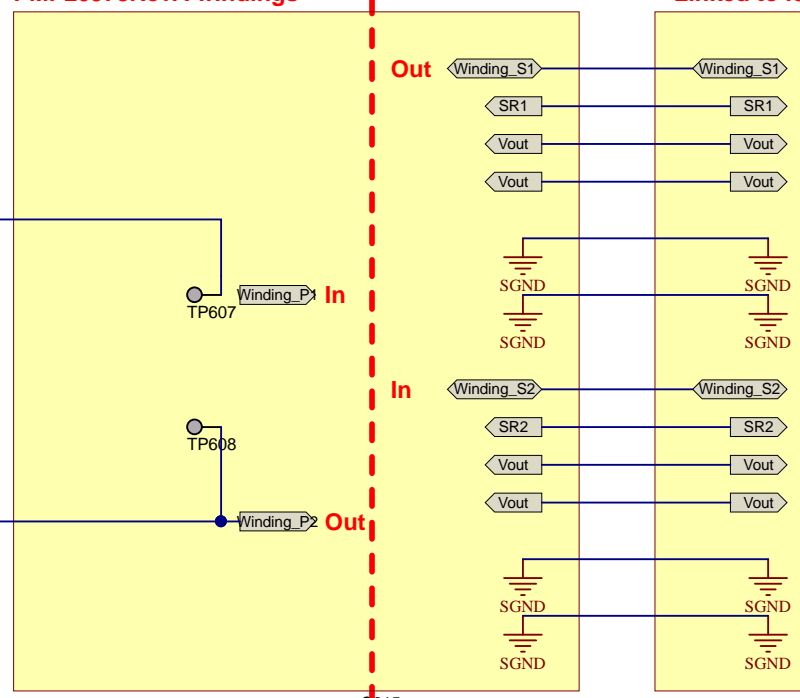 Out Winding_S1 Winding_S1
SR1 SR1
Vout Vout
Vout Vout
SGND SGND
Winding_P1 In
TP607
SGND SGND
In Winding_S2 Winding_S2
SR2 SR2
TP608
Vout Vout
Vout Vout
Winding_P2 Out
SGND SGND
SGND SGND